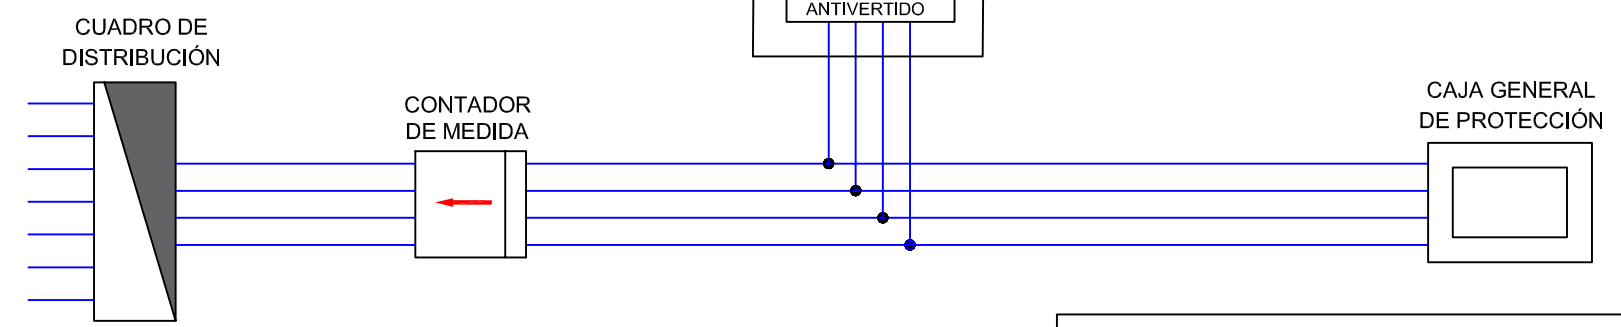 ANTIVERTIDO
CUADRO DE
DISTRIBUCIÓN
CONTADOR
DE MEDIDA
CAJA GENERAL
DE PROTECCIÓN